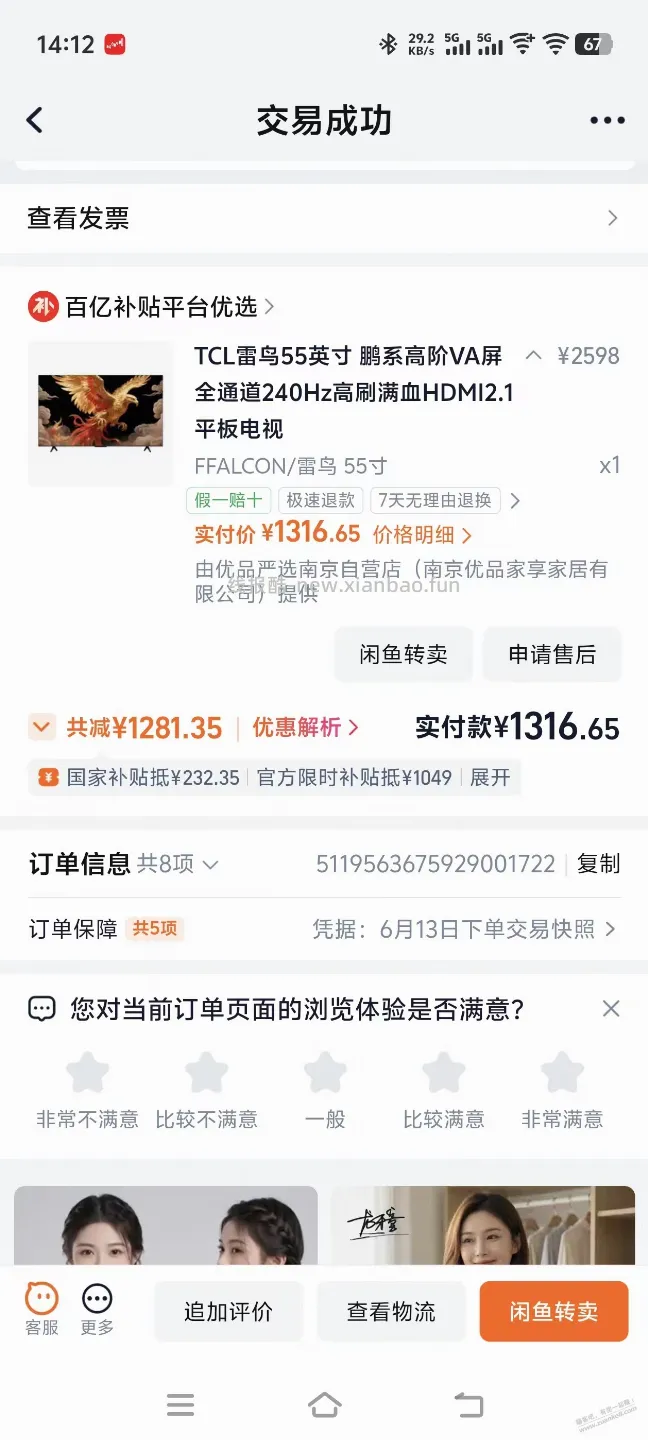 14:12
29.2 KB/s 5G 5G 67
交易成功
查看发票
补 百亿补贴平台优选
TCL雷鸟55英寸 鹏系高阶VA屏 ¥2598
全通道240Hz高刷满血HDMI2.1
平板电视
FFALCON/雷鸟 55寸 x1
假一赔十 极速退款 7天无理由退换
实付价 ¥1316.65 价格明细
由优品严选南京自营店（南京优品家享家居有
限公司）提供
线报酷-new.xianbao.fun
闲鱼转卖 申请售后
共减¥1281.35 优惠解析 实付款¥1316.65
国家补贴抵¥232.35 官方限时补贴抵¥1049 展开
订单信息 共8项 5119563675929001722 复制
订单保障 共5项 凭据：6月13日下单交易快照
您对当前订单页面的浏览体验是否满意？
非常不满意 比较不满意 一般 比较满意 非常满意
客服 更多 追加评价 查看物流 闲鱼转卖